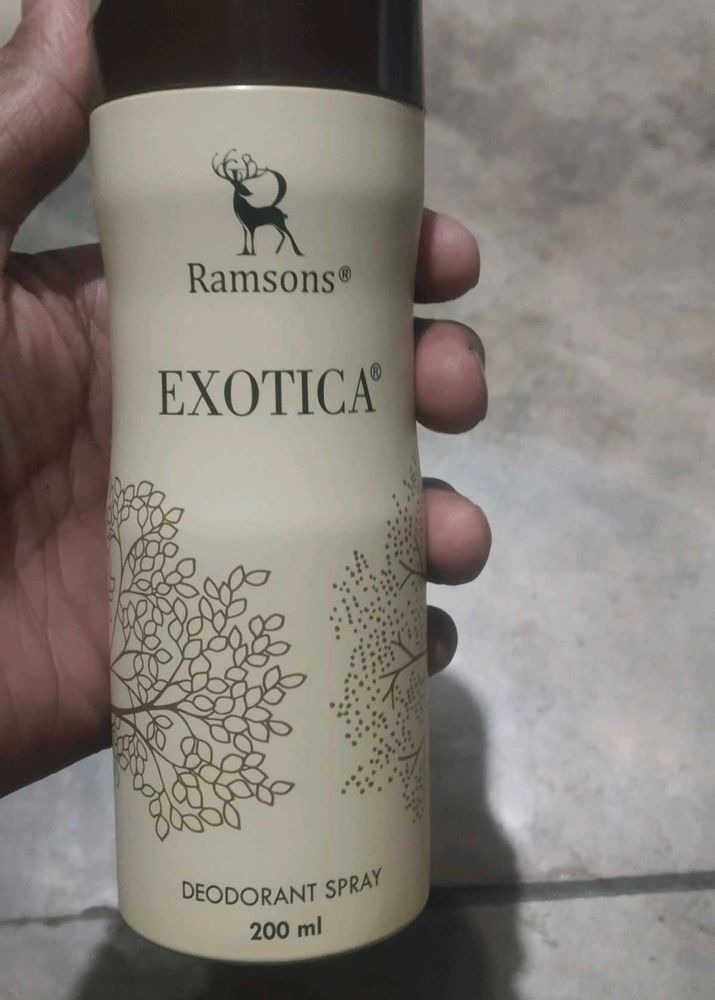 Ramsons®
EXOTICA®
DEODORANT SPRAY
200 ml